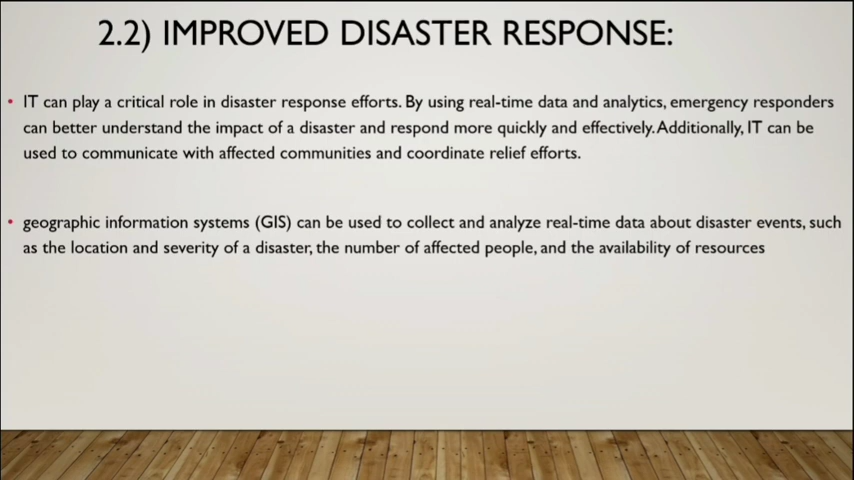 2.2) IMPROVED DISASTER RESPONSE:
• IT can play a critical role in disaster response efforts. By using real-time data and analytics, emergency responders
can better understand the impact of a disaster and respond more quickly and effectively. Additionally, IT can be
used to communicate with affected communities and coordinate relief efforts.
• geographic information systems (GIS) can be used to collect and analyze real-time data about disaster events, such
as the location and severity of a disaster, the number of affected people, and the availability of resources